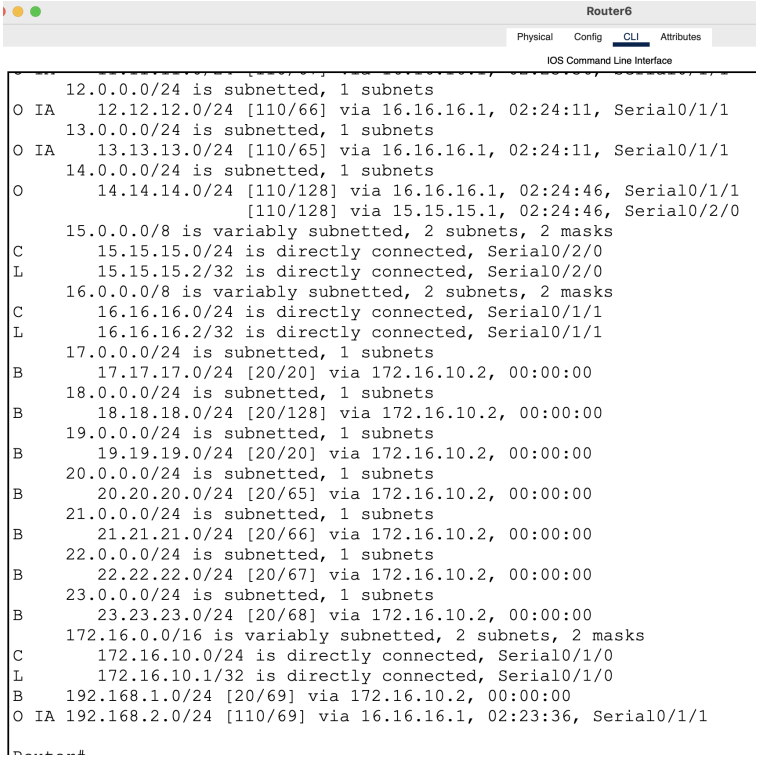 Router6
Physical Config CLI Attributes
IOS Command Line Interface
12.0.0.0/24 is subnetted, 1 subnets
O IA 12.12.12.0/24 [110/66] via 16.16.16.1, 02:24:11, Serial0/1/1
13.0.0.0/24 is subnetted, 1 subnets
O IA 13.13.13.0/24 [110/65] via 16.16.16.1, 02:24:11, Serial0/1/1
14.0.0.0/24 is subnetted, 1 subnets
O 14.14.14.0/24 [110/128] via 16.16.16.1, 02:24:46, Serial0/1/1
[110/128] via 15.15.15.1, 02:24:46, Serial0/2/0
15.0.0.0/8 is variably subnetted, 2 subnets, 2 masks
C 15.15.15.0/24 is directly connected, Serial0/2/0
L 15.15.15.2/32 is directly connected, Serial0/2/0
16.0.0.0/8 is variably subnetted, 2 subnets, 2 masks
C 16.16.16.0/24 is directly connected, Serial0/1/1
L 16.16.16.2/32 is directly connected, Serial0/1/1
17.0.0.0/24 is subnetted, 1 subnets
B 17.17.17.0/24 [20/20] via 172.16.10.2, 00:00:00
18.0.0.0/24 is subnetted, 1 subnets
B 18.18.18.0/24 [20/128] via 172.16.10.2, 00:00:00
19.0.0.0/24 is subnetted, 1 subnets
B 19.19.19.0/24 [20/20] via 172.16.10.2, 00:00:00
20.0.0.0/24 is subnetted, 1 subnets
B 20.20.20.0/24 [20/65] via 172.16.10.2, 00:00:00
21.0.0.0/24 is subnetted, 1 subnets
B 21.21.21.0/24 [20/66] via 172.16.10.2, 00:00:00
22.0.0.0/24 is subnetted, 1 subnets
B 22.22.22.0/24 [20/67] via 172.16.10.2, 00:00:00
23.0.0.0/24 is subnetted, 1 subnets
B 23.23.23.0/24 [20/68] via 172.16.10.2, 00:00:00
172.16.0.0/16 is variably subnetted, 2 subnets, 2 masks
C 172.16.10.0/24 is directly connected, Serial0/1/0
L 172.16.10.1/32 is directly connected, Serial0/1/0
B 192.168.1.0/24 [20/69] via 172.16.10.2, 00:00:00
O IA 192.168.2.0/24 [110/69] via 16.16.16.1, 02:23:36, Serial0/1/1
Router#